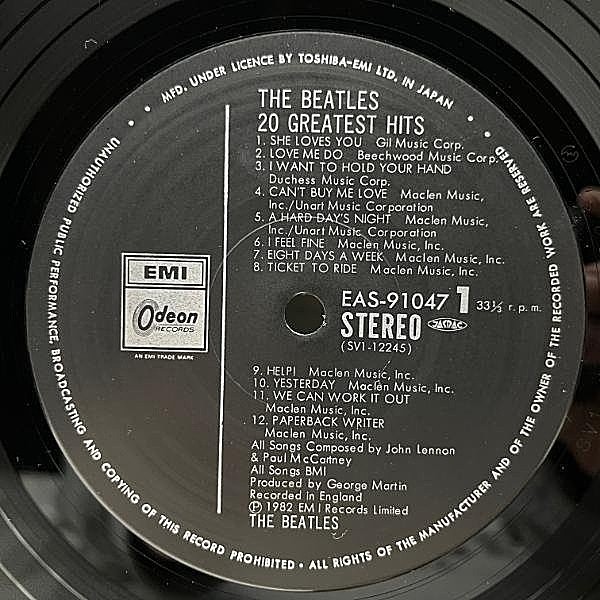 • MFD. UNDER LICENCE BY TOSHIBA-EMI LTD. IN JAPAN •
UNAUTHORIZED PUBLIC PERFORMANCE, BROADCASTING AND COPYING OF THIS RECORD PROHIBITED • ALL RIGHTS OF THE MANUFACTURER AND OF THE OWNER OF THE RECORDED WORK ARE RESERVED
THE BEATLES
20 GREATEST HITS
1. SHE LOVES YOU Gil Music Corp.
2. LOVE ME DO Beechwood Music Corp.
3. I WANT TO HOLD YOUR HAND
Duchess Music Corp.
4. CAN'T BUY ME LOVE Maclen Music,
Inc./Unart Music Corporation
5. A HARD DAY'S NIGHT Maclen Music,
Inc./Unart Music Corporation
6. I FEEL FINE Maclen Music, Inc.
7. EIGHT DAYS A WEEK Maclen Music, Inc.
8. TICKET TO RIDE Maclen Music, Inc.
EMI
Odeon
RECORDS
AN EMI TRADE MARK
EAS-91047 1 33⅓ r.p.m.
STEREO JASRAC
(SV1-12245)
9. HELP! Maclen Music, Inc.
10. YESTERDAY Maclen Music, Inc.
11. WE CAN WORK IT OUT
Maclen Music, Inc.
12. PAPERBACK WRITER
Maclen Music, Inc.
All Songs Composed by John Lennon
& Paul McCartney
All Songs BMI
Produced by George Martin
Recorded in England
℗ 1982 EMI Records Limited
THE BEATLES